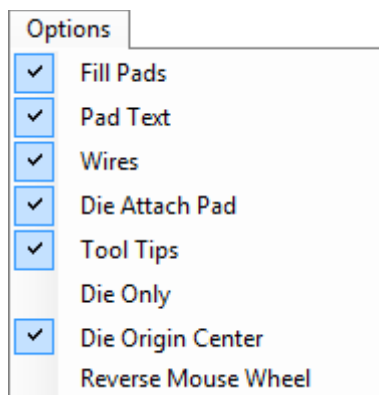 Options
Fill Pads
Pad Text
Wires
Die Attach Pad
Tool Tips
Die Only
Die Origin Center
Reverse Mouse Wheel